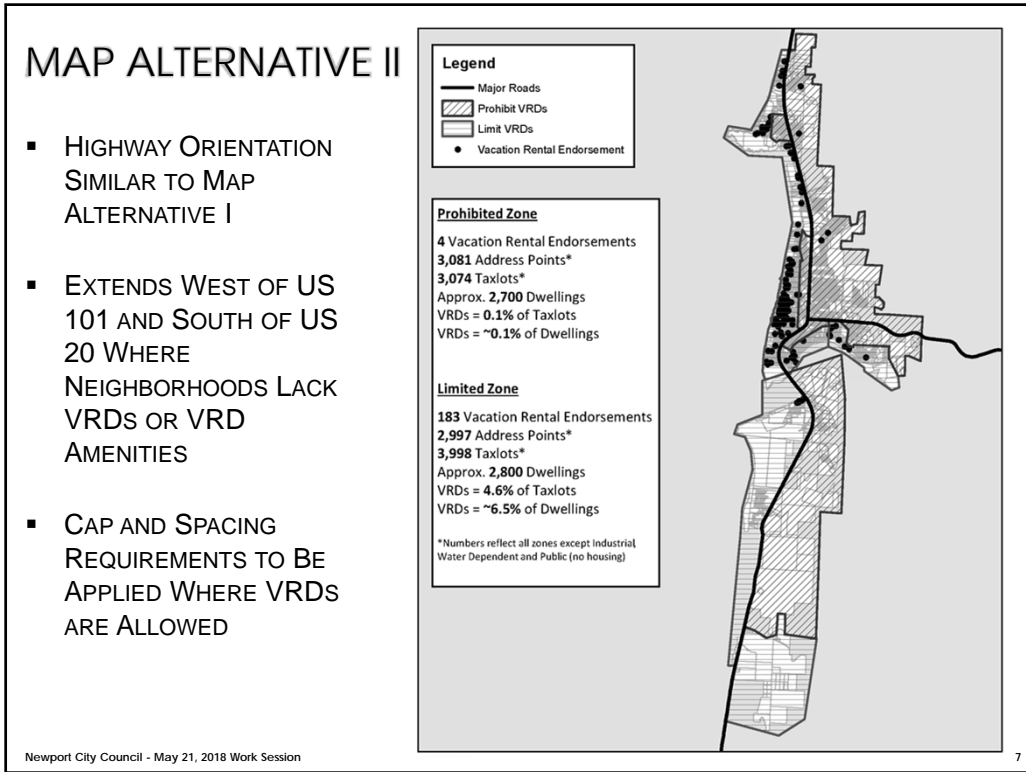 MAP ALTERNATIVE II
▪ HIGHWAY ORIENTATION
SIMILAR TO MAP
ALTERNATIVE I
▪ EXTENDS WEST OF US
101 AND SOUTH OF US
20 WHERE
NEIGHBORHOODS LACK
VRDS OR VRD
AMENITIES
▪ CAP AND SPACING
REQUIREMENTS TO BE
APPLIED WHERE VRDS
ARE ALLOWED
Legend
Major Roads
Prohibit VRDs
Limit VRDs
Vacation Rental Endorsement
Prohibited Zone
4 Vacation Rental Endorsements
3,081 Address Points*
3,074 Taxlots*
Approx. 2,700 Dwellings
VRDs = 0.1% of Taxlots
VRDs = ~0.1% of Dwellings
Limited Zone
183 Vacation Rental Endorsements
2,997 Address Points*
3,998 Taxlots*
Approx. 2,800 Dwellings
VRDs = 4.6% of Taxlots
VRDs = ~6.5% of Dwellings
*Numbers reflect all zones except Industrial,
Water Dependent and Public (no housing)
Newport City Council - May 21, 2018 Work Session
7